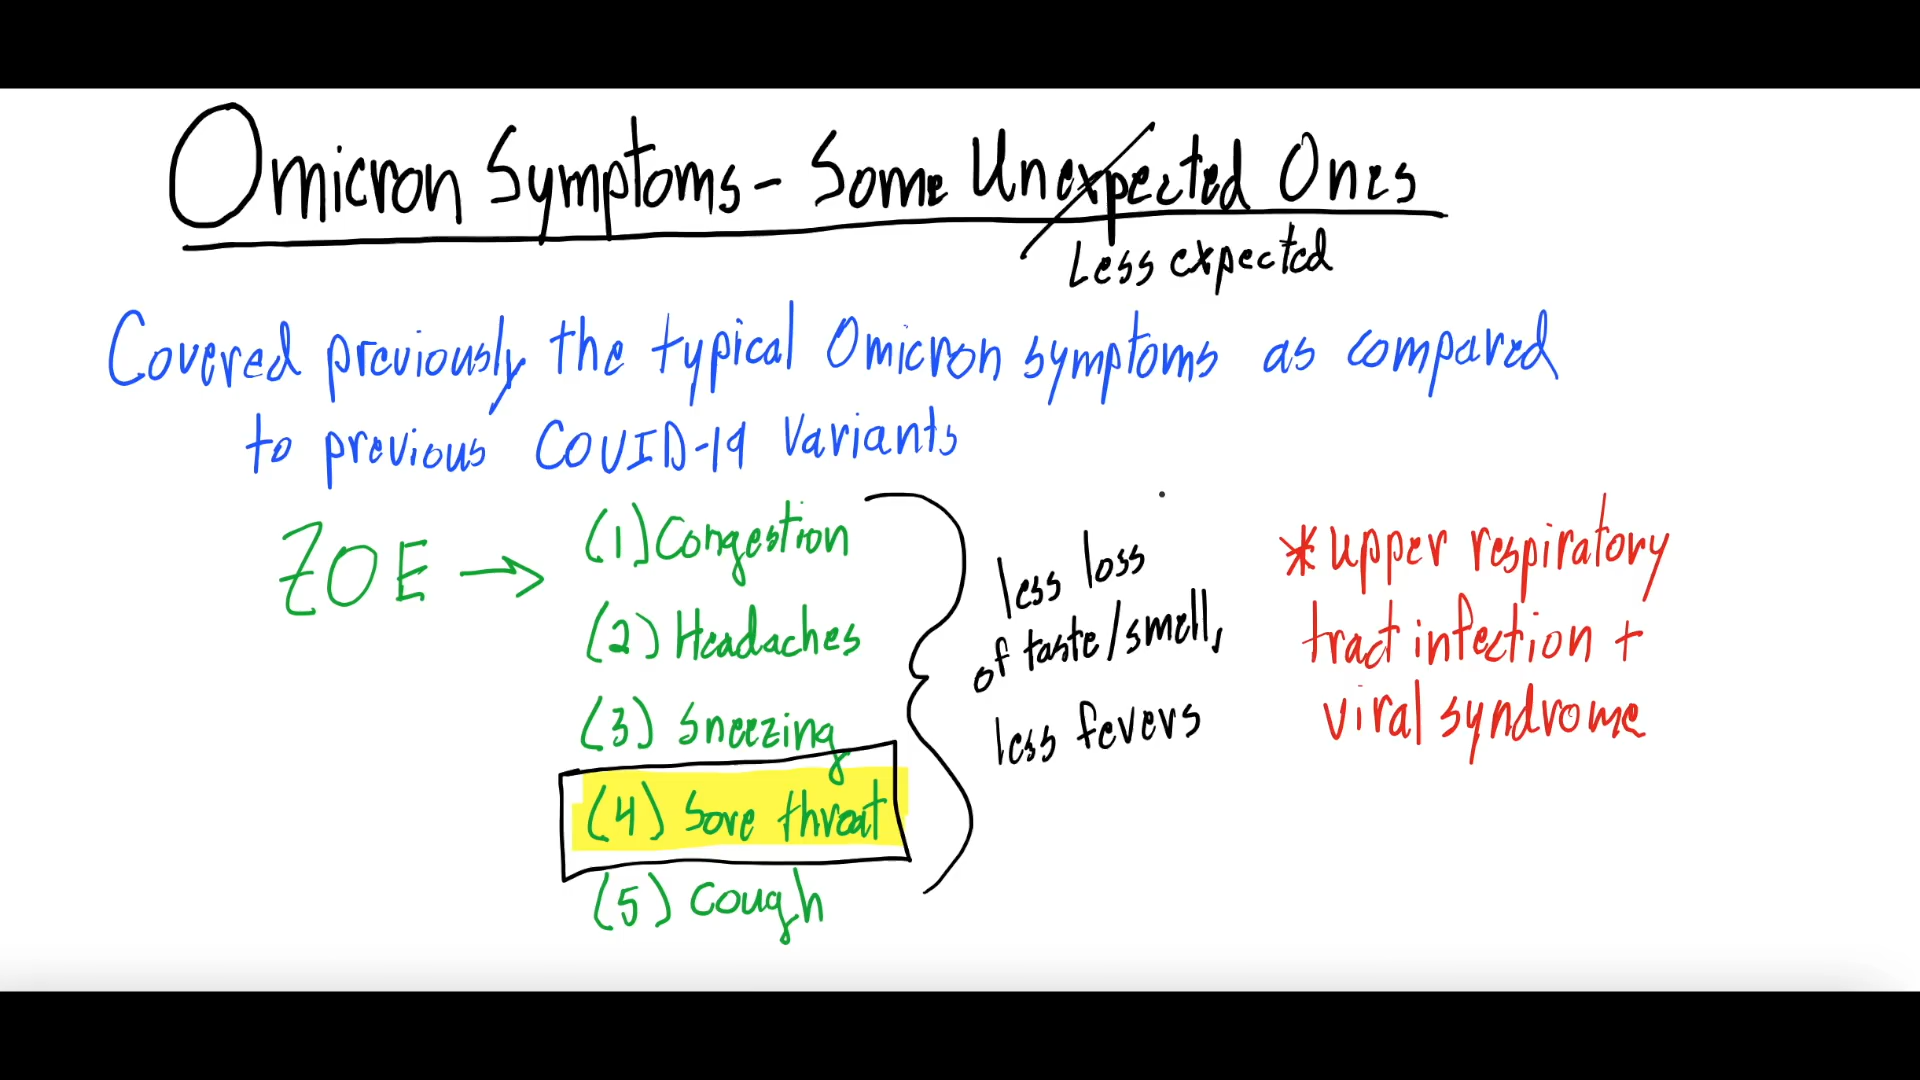 Omicron Symptoms - Some Unexpected Ones
Less expected
Covered previously the typical Omicron symptoms as compared
to previous COVID-19 variants
ZOE → (1) Congestion
(2) Headaches
(3) Sneezing
(4) Sore throat
(5) Cough
less loss
of taste/smell,
less fevers
* upper respiratory
tract infection +
viral syndrome